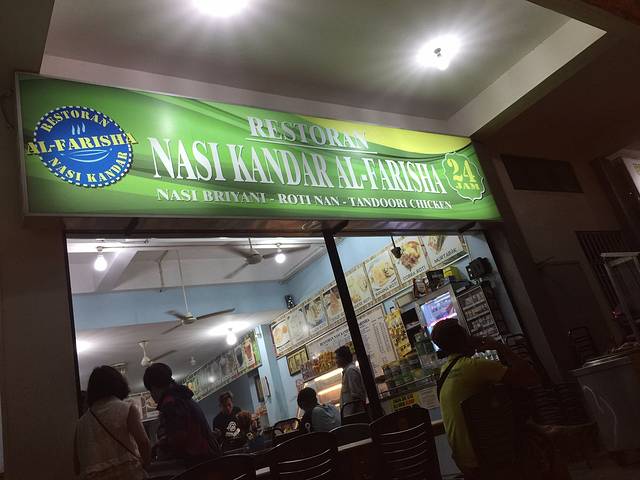 RESTORAN
AL-FARISHA
NASI KANDAR
RESTORAN
NASI KANDAR AL-FARISHA
24
JAM
NASI BRIYANI - ROTI NAN - TANDOORI CHICKEN